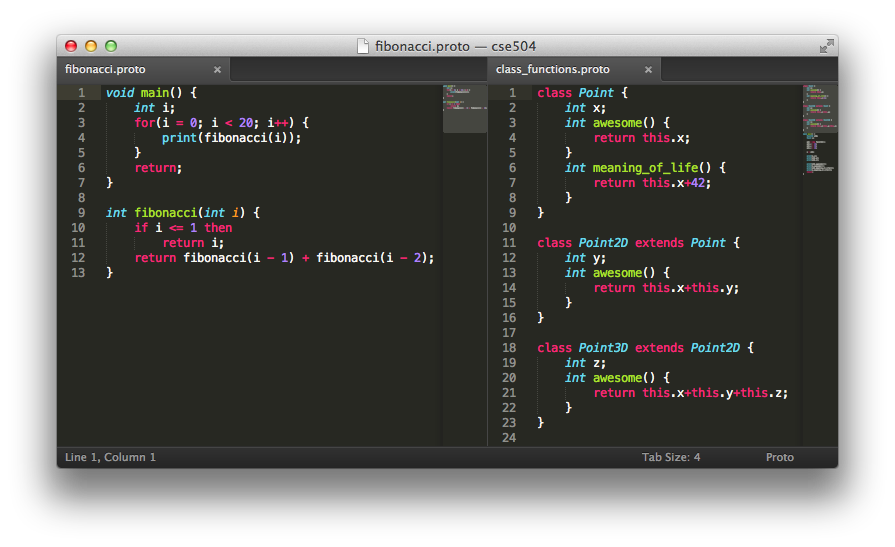 fibonacci.proto — cse504
fibonacci.proto ×
1 void main() {
2     int i;
3     for(i = 0; i < 20; i++) {
4         print(fibonacci(i));
5     }
6     return;
7 }
8
9 int fibonacci(int i) {
10     if i <= 1 then
11         return i;
12     return fibonacci(i - 1) + fibonacci(i - 2);
13 }
class_functions.proto ×
1 class Point {
2     int x;
3     int awesome() {
4         return this.x;
5     }
6     int meaning_of_life() {
7         return this.x+42;
8     }
9 }
10
11 class Point2D extends Point {
12     int y;
13     int awesome() {
14         return this.x+this.y;
15     }
16 }
17
18 class Point3D extends Point2D {
19     int z;
20     int awesome() {
21         return this.x+this.y+this.z;
22     }
23 }
24
Line 1, Column 1
Tab Size: 4
Proto